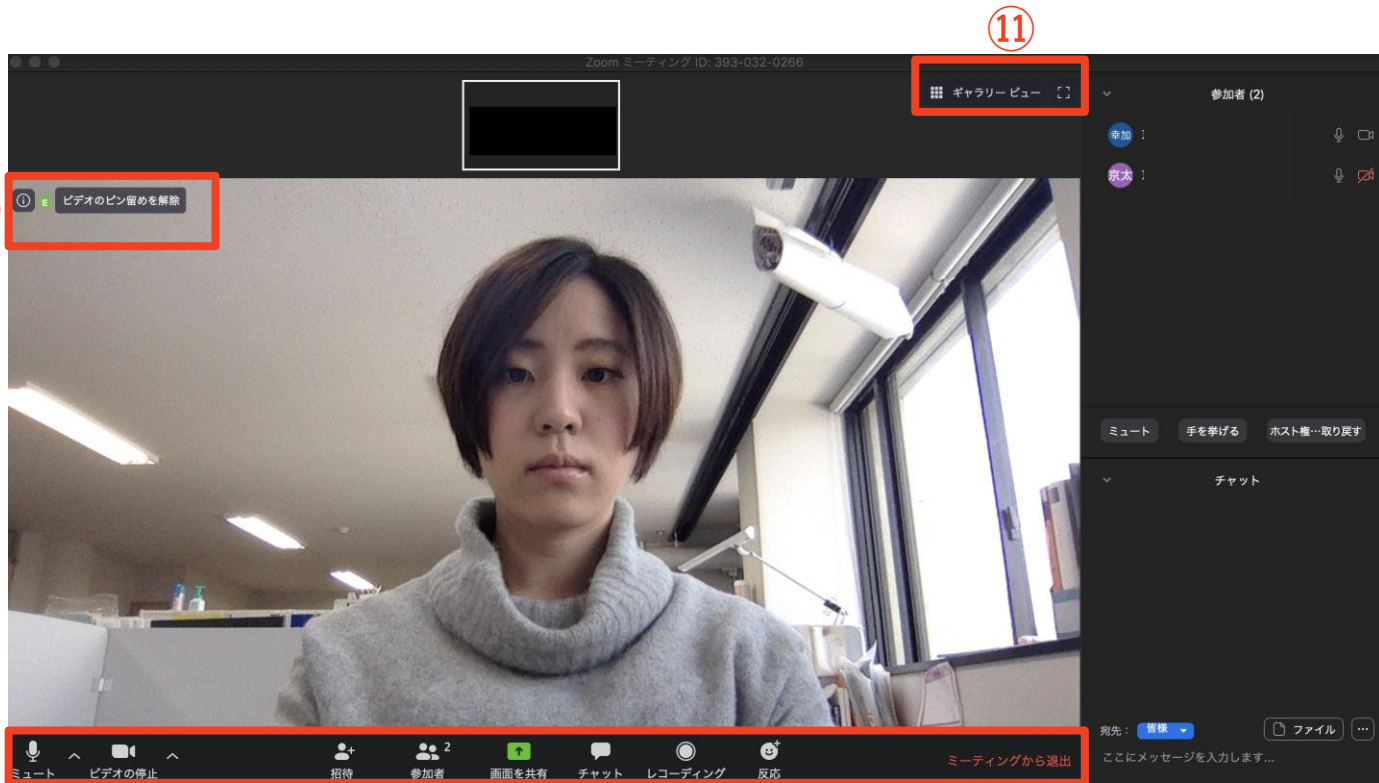 ⑪
Zoom ミーティング ID: 393-032-0266
ギャラリー ビュー
参加者 (2)
幸加
京太
E ビデオのピン留めを解除
ミュート 手を挙げる ホスト権…取り戻す
チャット
宛先： 皆様 ファイル
ここにメッセージを入力します...
2
ミュート ビデオの停止 招待 参加者 画面を共有 チャット レコーディング 反応 ミーティングから退出